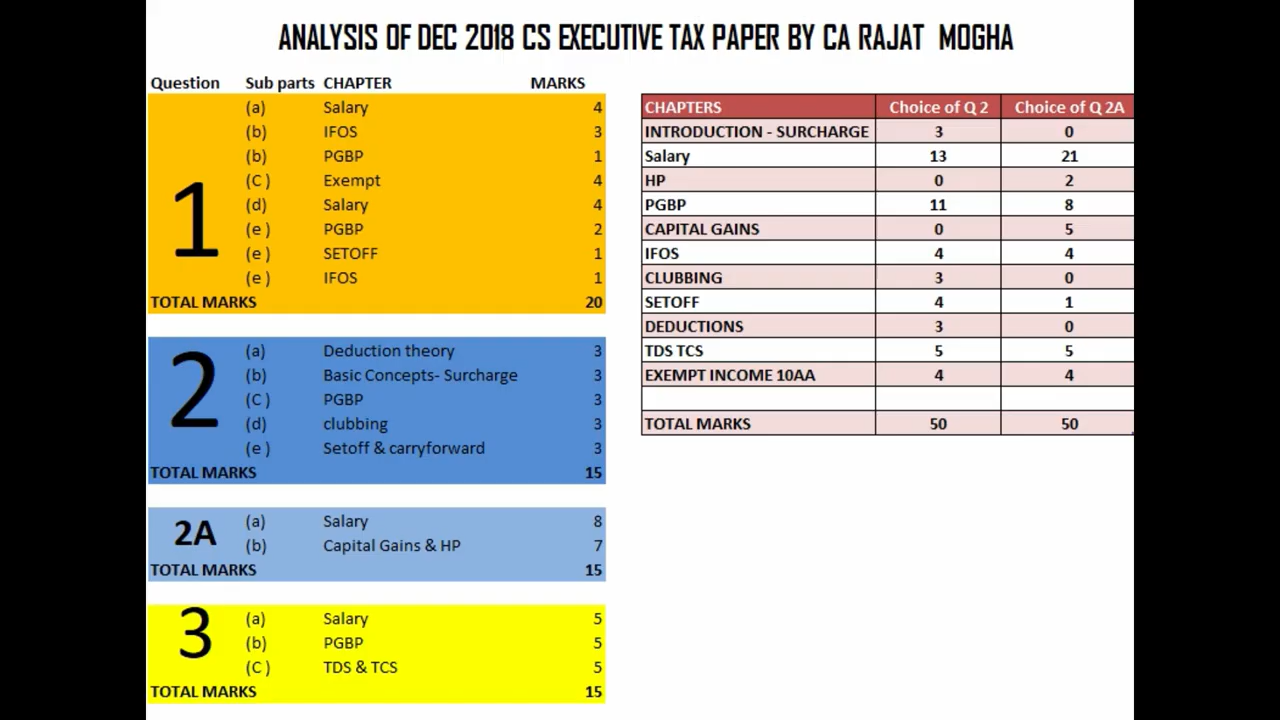 ANALYSIS OF DEC 2018 CS EXECUTIVE TAX PAPER BY CA RAJAT MOGHA
Question Sub parts CHAPTER MARKS
1
(a) Salary 4
(b) IFOS 3
(b) PGBP 1
(C ) Exempt 4
(d) Salary 4
(e ) PGBP 2
(e ) SETOFF 1
(e ) IFOS 1
TOTAL MARKS 20
2
(a) Deduction theory 3
(b) Basic Concepts- Surcharge 3
(C ) PGBP 3
(d) clubbing 3
(e ) Setoff & carryforward 3
TOTAL MARKS 15
2A
(a) Salary 8
(b) Capital Gains & HP 7
TOTAL MARKS 15
3
(a) Salary 5
(b) PGBP 5
(C ) TDS & TCS 5
TOTAL MARKS 15
CHAPTERS Choice of Q 2 Choice of Q 2A
INTRODUCTION - SURCHARGE 3 0
Salary 13 21
HP 0 2
PGBP 11 8
CAPITAL GAINS 0 5
IFOS 4 4
CLUBBING 3 0
SETOFF 4 1
DEDUCTIONS 3 0
TDS TCS 5 5
EXEMPT INCOME 10AA 4 4
TOTAL MARKS 50 50